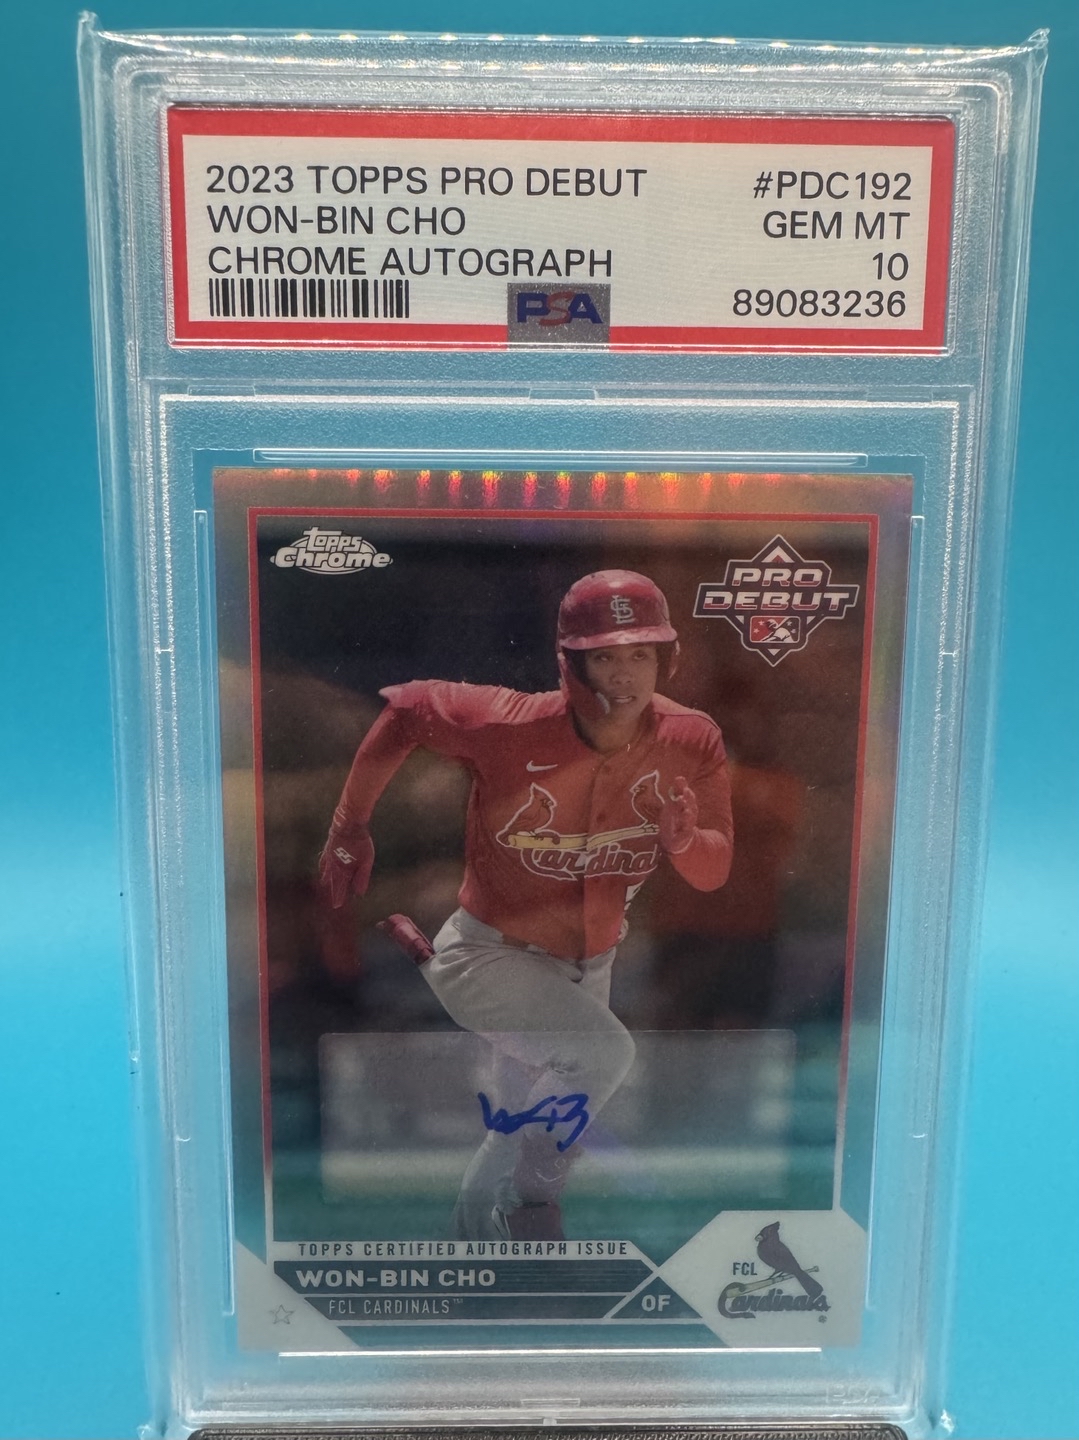 2023 TOPPS PRO DEBUT #PDC192
WON-BIN CHO GEM MT
CHROME AUTOGRAPH 10
PSA 89083236
topps
Chrome
PRO
DEBUT
STL
Cardinals
TOPPS CERTIFIED AUTOGRAPH ISSUE
WON-BIN CHO
FCL CARDINALS™
OF
FCL
Cardinals®